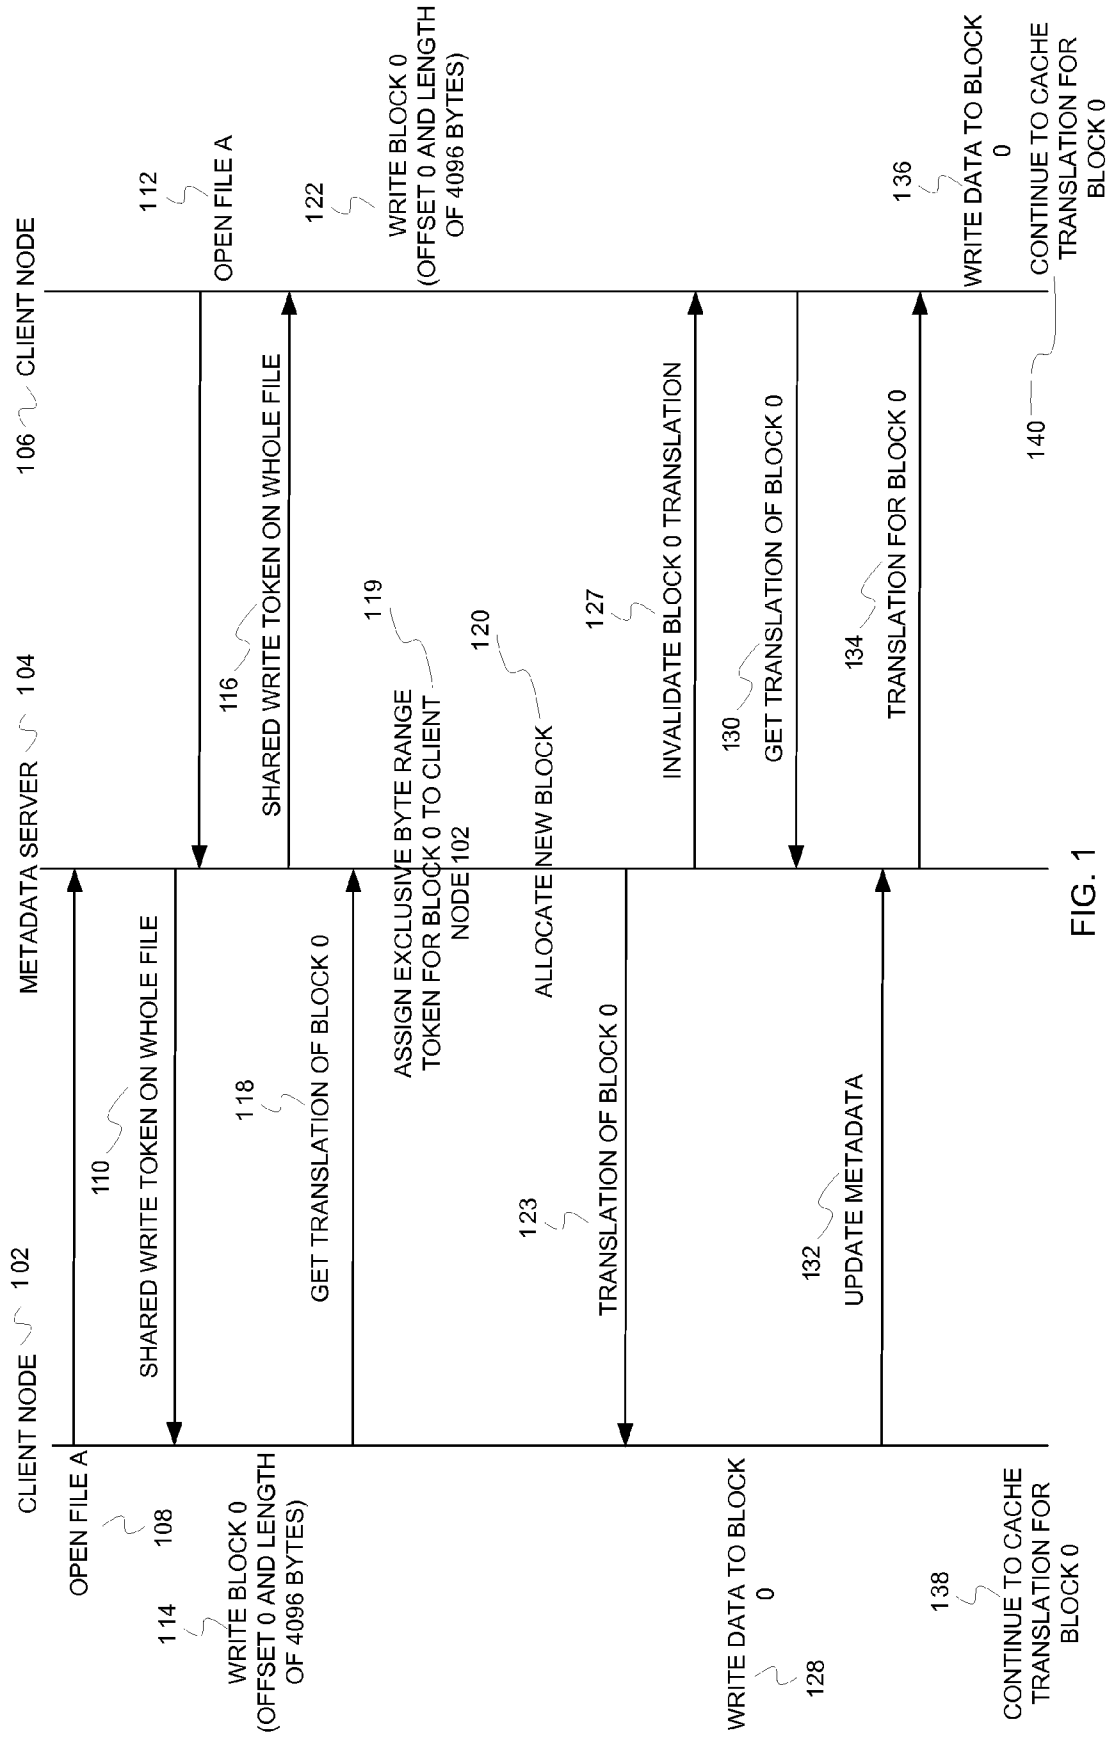 CLIENT NODE 102
METADATA SERVER 104
106 CLIENT NODE
OPEN FILE A
108
110
SHARED WRITE TOKEN ON WHOLE FILE
112
OPEN FILE A
114
WRITE BLOCK 0
(OFFSET 0 AND LENGTH
OF 4096 BYTES)
116
SHARED WRITE TOKEN ON WHOLE FILE
118
GET TRANSLATION OF BLOCK 0
122
WRITE BLOCK 0
(OFFSET 0 AND LENGTH
OF 4096 BYTES)
119
ASSIGN EXCLUSIVE BYTE RANGE
TOKEN FOR BLOCK 0 TO CLIENT
NODE 102
120
ALLOCATE NEW BLOCK
123
TRANSLATION OF BLOCK 0
127
INVALIDATE BLOCK 0 TRANSLATION
WRITE DATA TO BLOCK
0
128
130
GET TRANSLATION OF BLOCK 0
132
UPDATE METADATA
134
TRANSLATION FOR BLOCK 0
136
WRITE DATA TO BLOCK
0
138
CONTINUE TO CACHE
TRANSLATION FOR
BLOCK 0
140
CONTINUE TO CACHE
TRANSLATION FOR
BLOCK 0
FIG. 1